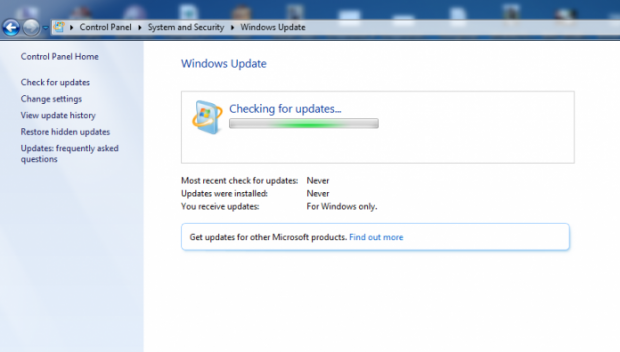 Control Panel ▸ System and Security ▸ Windows Update
Control Panel Home
Check for updates
Change settings
View update history
Restore hidden updates
Updates: frequently asked
questions
Windows Update
Checking for updates...
Most recent check for updates: Never
Updates were installed: Never
You receive updates: For Windows only.
Get updates for other Microsoft products. Find out more